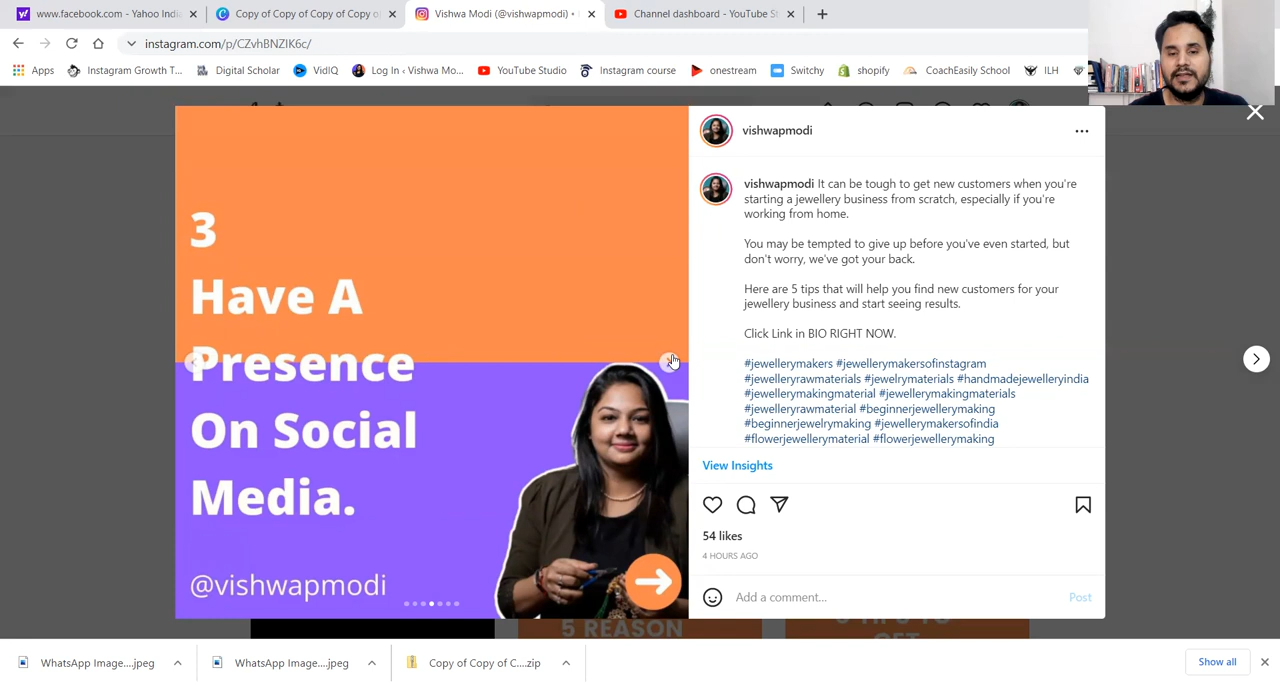 www.facebook.com - Yahoo Indi
Copy of Copy of Copy of Copy o
Vishwa Modi (@vishwapmodi) •
Channel dashboard - YouTube St
instagram.com/p/CZvhBNZIK6c/
Apps
Instagram Growth T...
Digital Scholar
VidIQ
Log In ‹ Vishwa Mo...
YouTube Studio
Instagram course
onestream
Switchy
shopify
CoachEasily School
ILH
3
Have A
Presence
On Social
Media.
@vishwapmodi
vishwapmodi
vishwapmodi It can be tough to get new customers when you're
starting a jewellery business from scratch, especially if you're
working from home.
You may be tempted to give up before you've even started, but
don't worry, we've got your back.
Here are 5 tips that will help you find new customers for your
jewellery business and start seeing results.
Click Link in BIO RIGHT NOW.
#jewellerymakers #jewellerymakersofinstagram
#jewelleryrawmaterials #jewelrymaterials #handmadejewelleryindia
#jewellerymakingmaterial #jewellerymakingmaterials
#jewelleryrawmaterial #beginnerjewellerymaking
#beginnerjewelrymaking #jewellerymakersofindia
#flowerjewellerymaterial #flowerjewellerymaking
View Insights
54 likes
4 HOURS AGO
Add a comment...
Post
5 REASON
WhatsApp Image....jpeg
WhatsApp Image....jpeg
Copy of Copy of C....zip
Show all